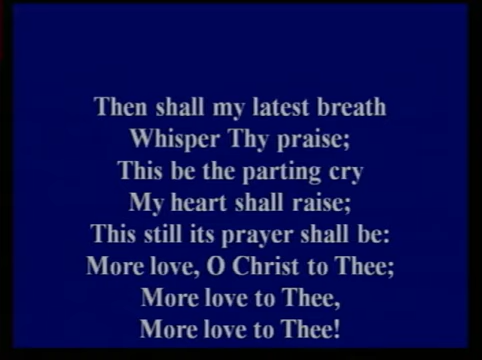 Then shall my latest breath
Whisper Thy praise;
This be the parting cry
My heart shall raise;
This still its prayer shall be:
More love, O Christ to Thee;
More love to Thee,
More love to Thee!